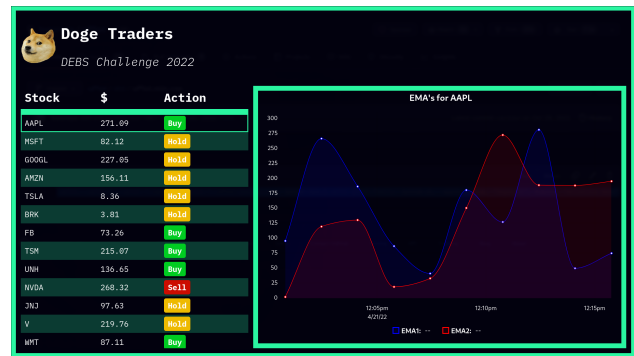 Doge Traders
DEBS Challenge 2022
Stock $ Action
AAPL 271.09 Buy
MSFT 82.12 Hold
GOOGL 227.05 Hold
AMZN 156.11 Hold
TSLA 8.36 Hold
BRK 3.81 Hold
FB 73.26 Buy
TSM 215.07 Buy
UNH 136.65 Buy
NVDA 268.32 Sell
JNJ 97.63 Hold
V 219.76 Hold
WMT 87.11 Buy
EMA's for AAPL
300
275
250
225
200
175
150
125
100
75
50
25
0
12:05pm 12:10pm 12:15pm
4/21/22
EMA1: -- EMA2: --